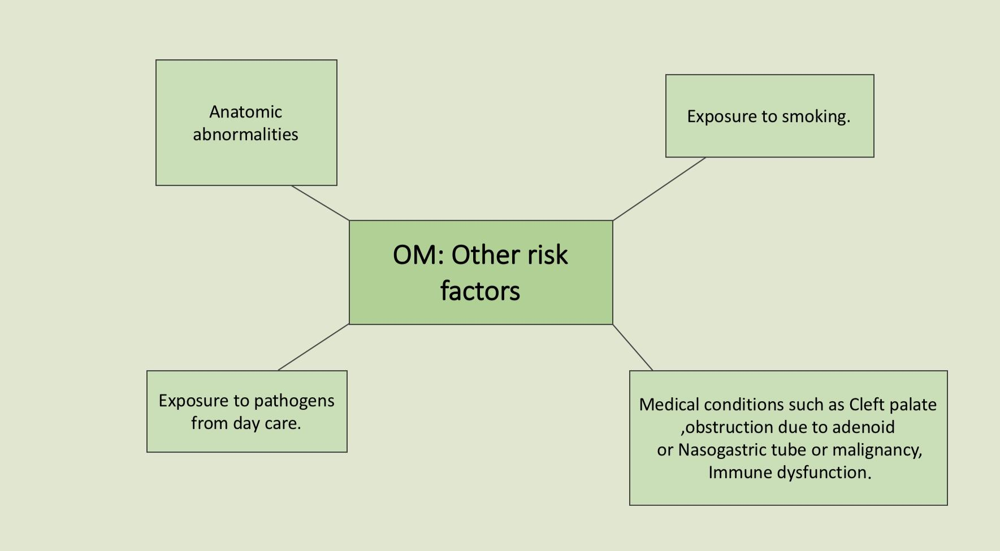 Anatomic
abnormalities
Exposure to smoking.
OM: Other risk
factors
Exposure to pathogens
from day care.
Medical conditions such as Cleft palate
,obstruction due to adenoid
or Nasogastric tube or malignancy,
Immune dysfunction.